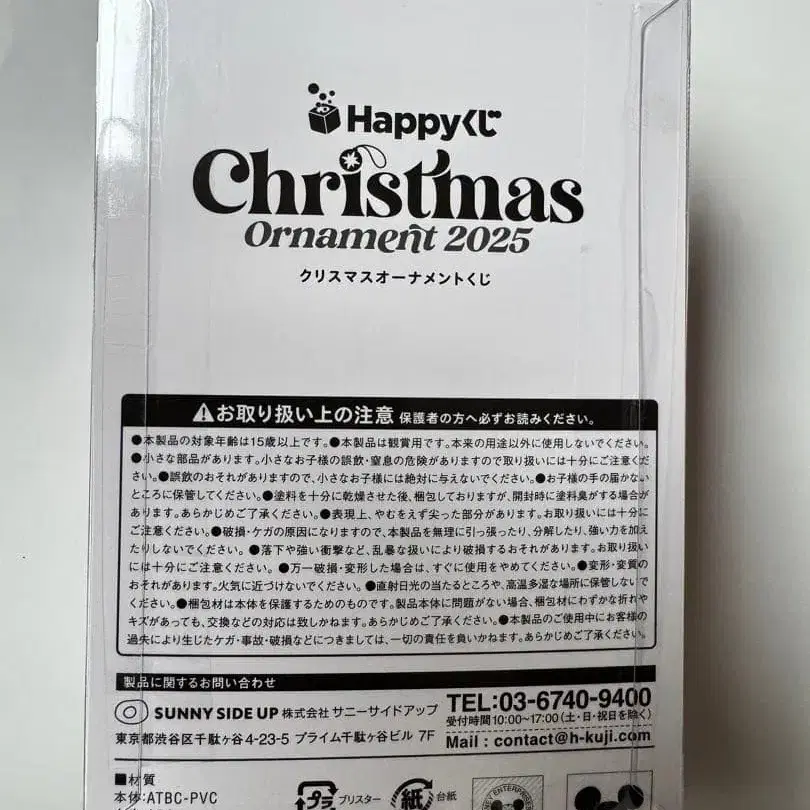 Happyくじ
Christmas
Ornament 2025
クリスマスオーナメントくじ
お取り扱い上の注意 保護者の方へ必ずお読みください。
●本製品の対象年齢は15歳以上です。●本製品は観賞用です。本来の用途以外に使用しないでください。
●小さな部品があります。小さなお子様の誤飲・窒息の危険がありますので取り扱いには十分にご注意くだ
さい。●誤飲のおそれがありますので、小さなお子様には絶対に与えないでください。●お子様の手の届かない
ところに保管してください。●塗料を十分に乾燥させた後、梱包しておりますが、開封時に塗料臭がする場合が
あります。あらかじめご了承ください。●表現上、やむをえず尖った部分があります。お取り扱いには十分に
ご注意ください。●破損・ケガの原因になりますので、本製品を無理に引っ張ったり、分解したり、強い力を加え
たりしないでください。●落下や強い衝撃など、乱暴な扱いにより破損するおそれがあります。お取り扱い
には十分にご注意ください。●万一破損・変形した場合は、すぐに使用をやめてください。●変形・変質の
おそれがあります。火気に近づけないでください。●直射日光の当たるところや、高温多湿な場所に保管しないで
ください。●梱包材は本体を保護するためのものです。製品本体に問題がない場合、梱包材にわずかな折れや
キズがあっても、交換などの対応は致しかねます。あらかじめご了承ください。●本製品のご使用中にお客様の
過失により生じたケガ・事故・破損などにつきましては、一切の責任を負いかねます。あらかじめご了承ください。
製品に関するお問い合わせ
SUNNY SIDE UP 株式会社 サニーサイドアップ
東京都渋谷区千駄ヶ谷4-23-5 プライム千駄ヶ谷ビル 7F
TEL:03-6740-9400
受付時間10:00~17:00(土・日・祝日を除く)
Mail : contact@h-kuji.com
■材質
本体:ATBC-PVC
プラ ブリスター
紙 台紙